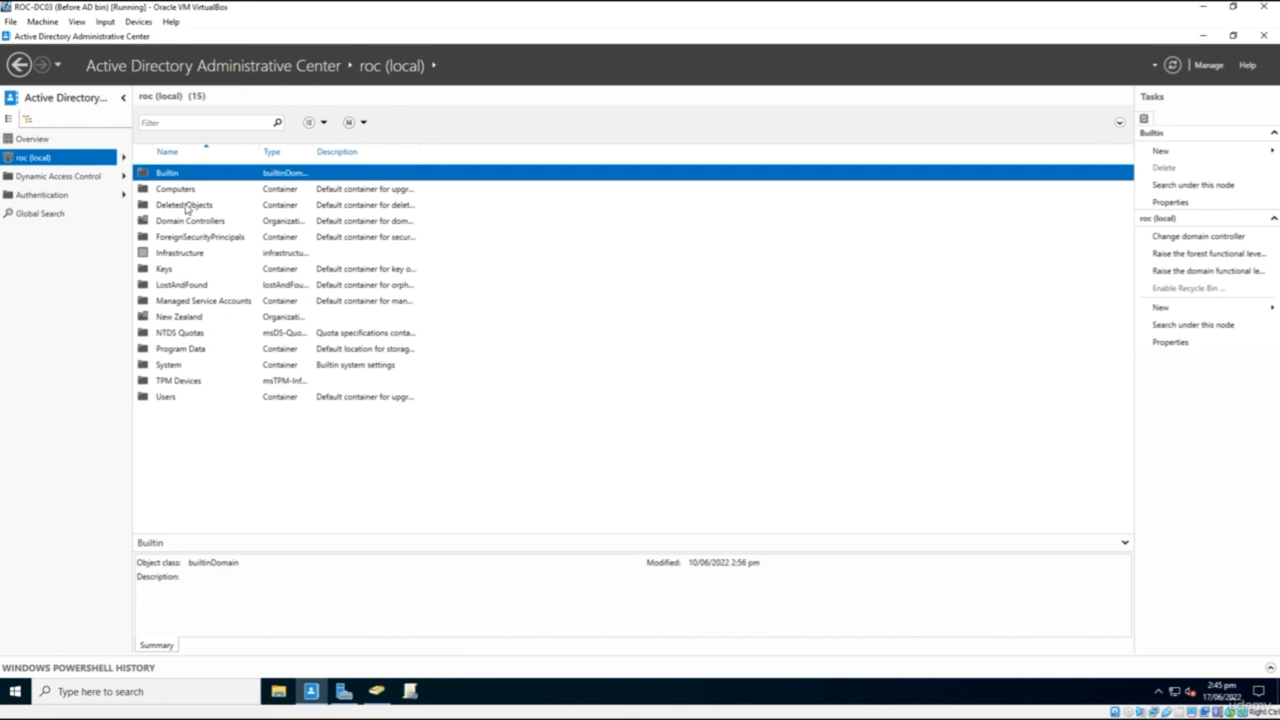 ROC-DC03 (Before AD bin) [Running] - Oracle VM VirtualBox
File Machine View Input Devices Help
Active Directory Administrative Center
Active Directory Administrative Center • roc (local) •
Manage Help
Active Directory...
Overview
roc (local)
Dynamic Access Control
Authentication
Global Search
roc (local) (15)
Filter
Name Type Description
Builtin builtinDom...
Computers Container Default container for upgr...
Deleted Objects Container Default container for delet...
Domain Controllers Organizati... Default container for dom...
ForeignSecurityPrincipals Container Default container for secur...
Infrastructure infrastructu...
Keys Container Default container for key o...
LostAndFound lostAndFou... Default container for orph...
Managed Service Accounts Container Default container for man...
New Zealand Organizati...
NTDS Quotas msDS-Quo... Quota specifications conta...
Program Data Container Default location for storag...
System Container Builtin system settings
TPM Devices msTPM-Inf...
Users Container Default container for upgr...
Builtin
Object class: builtinDomain Modified: 10/06/2022 2:56 pm
Description:
Summary
Tasks
Builtin
New
Delete
Search under this node
Properties
roc (local)
Change domain controller
Raise the forest functional leve...
Raise the domain functional le...
Enable Recycle Bin ...
New
Search under this node
Properties
WINDOWS POWERSHELL HISTORY
Type here to search
2:45 pm
17/06/2022
udemy
Right Ctrl